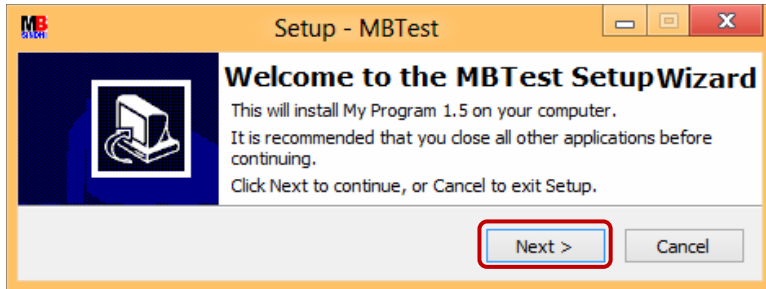 MB
SINDHI
Setup - MBTest
x
Welcome to the MBTest SetupWizard
This will install My Program 1.5 on your computer.
It is recommended that you close all other applications before
continuing.
Click Next to continue, or Cancel to exit Setup.
Next >
Cancel